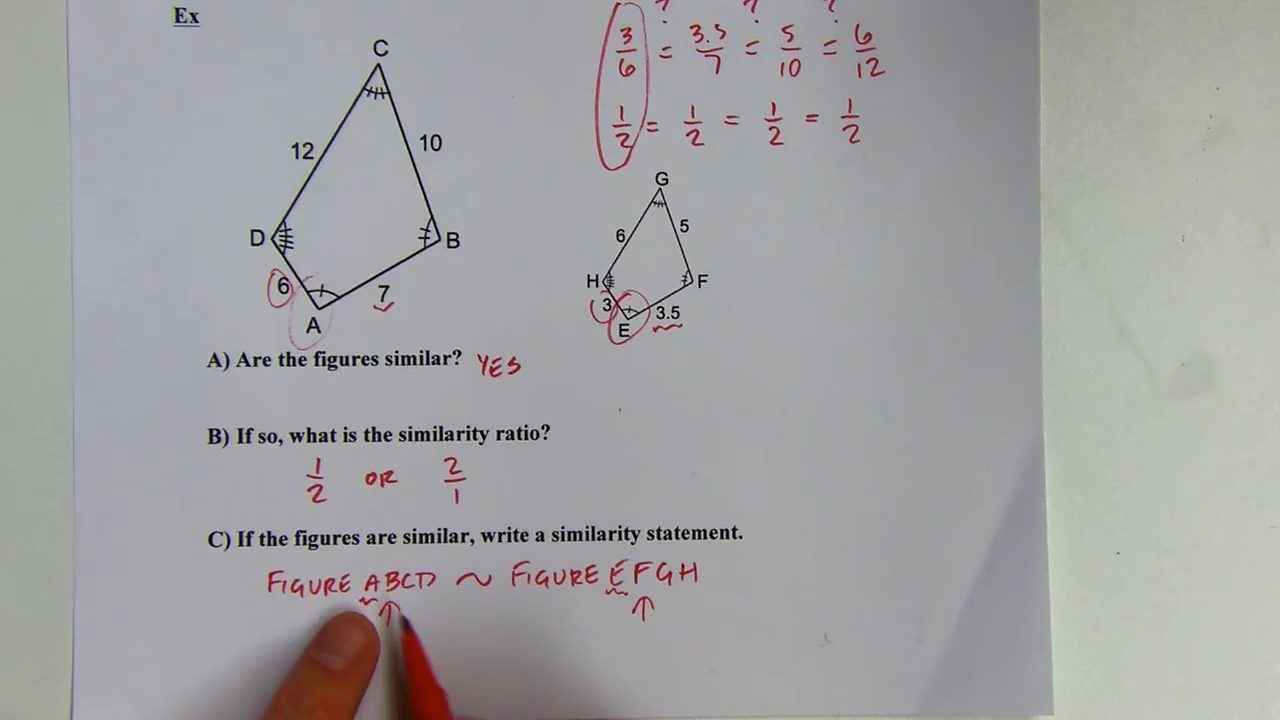 Ex
? ? ?
3/6 = 3.5/7 = 5/10 = 6/12
1/2 = 1/2 = 1/2 = 1/2
C
12
10
D
B
6
7
A
G
6
5
H
F
3
3.5
E
A) Are the figures similar? YES
B) If so, what is the similarity ratio?
1/2 OR 2/1
C) If the figures are similar, write a similarity statement.
FIGURE ABCD ~ FIGURE EFGH